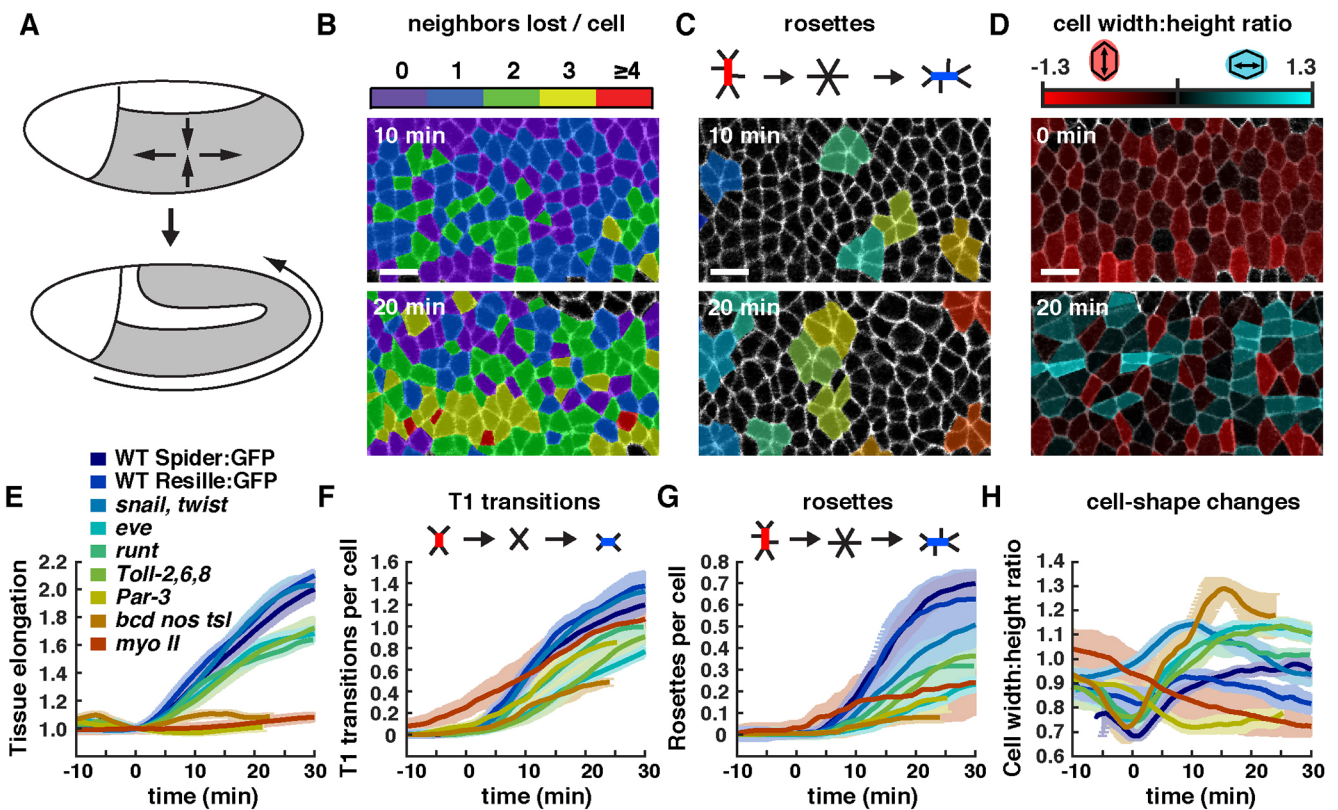 A
B neighbors lost / cell
0 1 2 3 ≥4
10 min
20 min
C rosettes
10 min
20 min
D cell width:height ratio
-1.3 1.3
0 min
20 min
WT Spider:GFP
WT Resille:GFP
snail, twist
eve
runt
Toll-2,6,8
Par-3
bcd nos tsl
myo II
E
Tissue elongation
2.2
2.0
1.8
1.6
1.4
1.2
1.0
-10 0 10 20 30
time (min)
F T1 transitions
T1 transitions per cell
1.6
1.4
1.2
1.0
0.8
0.6
0.4
0.2
0
-10 0 10 20 30
time (min)
G rosettes
Rosettes per cell
0.8
0.7
0.6
0.5
0.4
0.3
0.2
0.1
0
-10 0 10 20 30
time (min)
H cell-shape changes
Cell width:height ratio
1.4
1.3
1.2
1.1
1.0
0.9
0.8
0.7
0.6
-10 0 10 20 30
time (min)